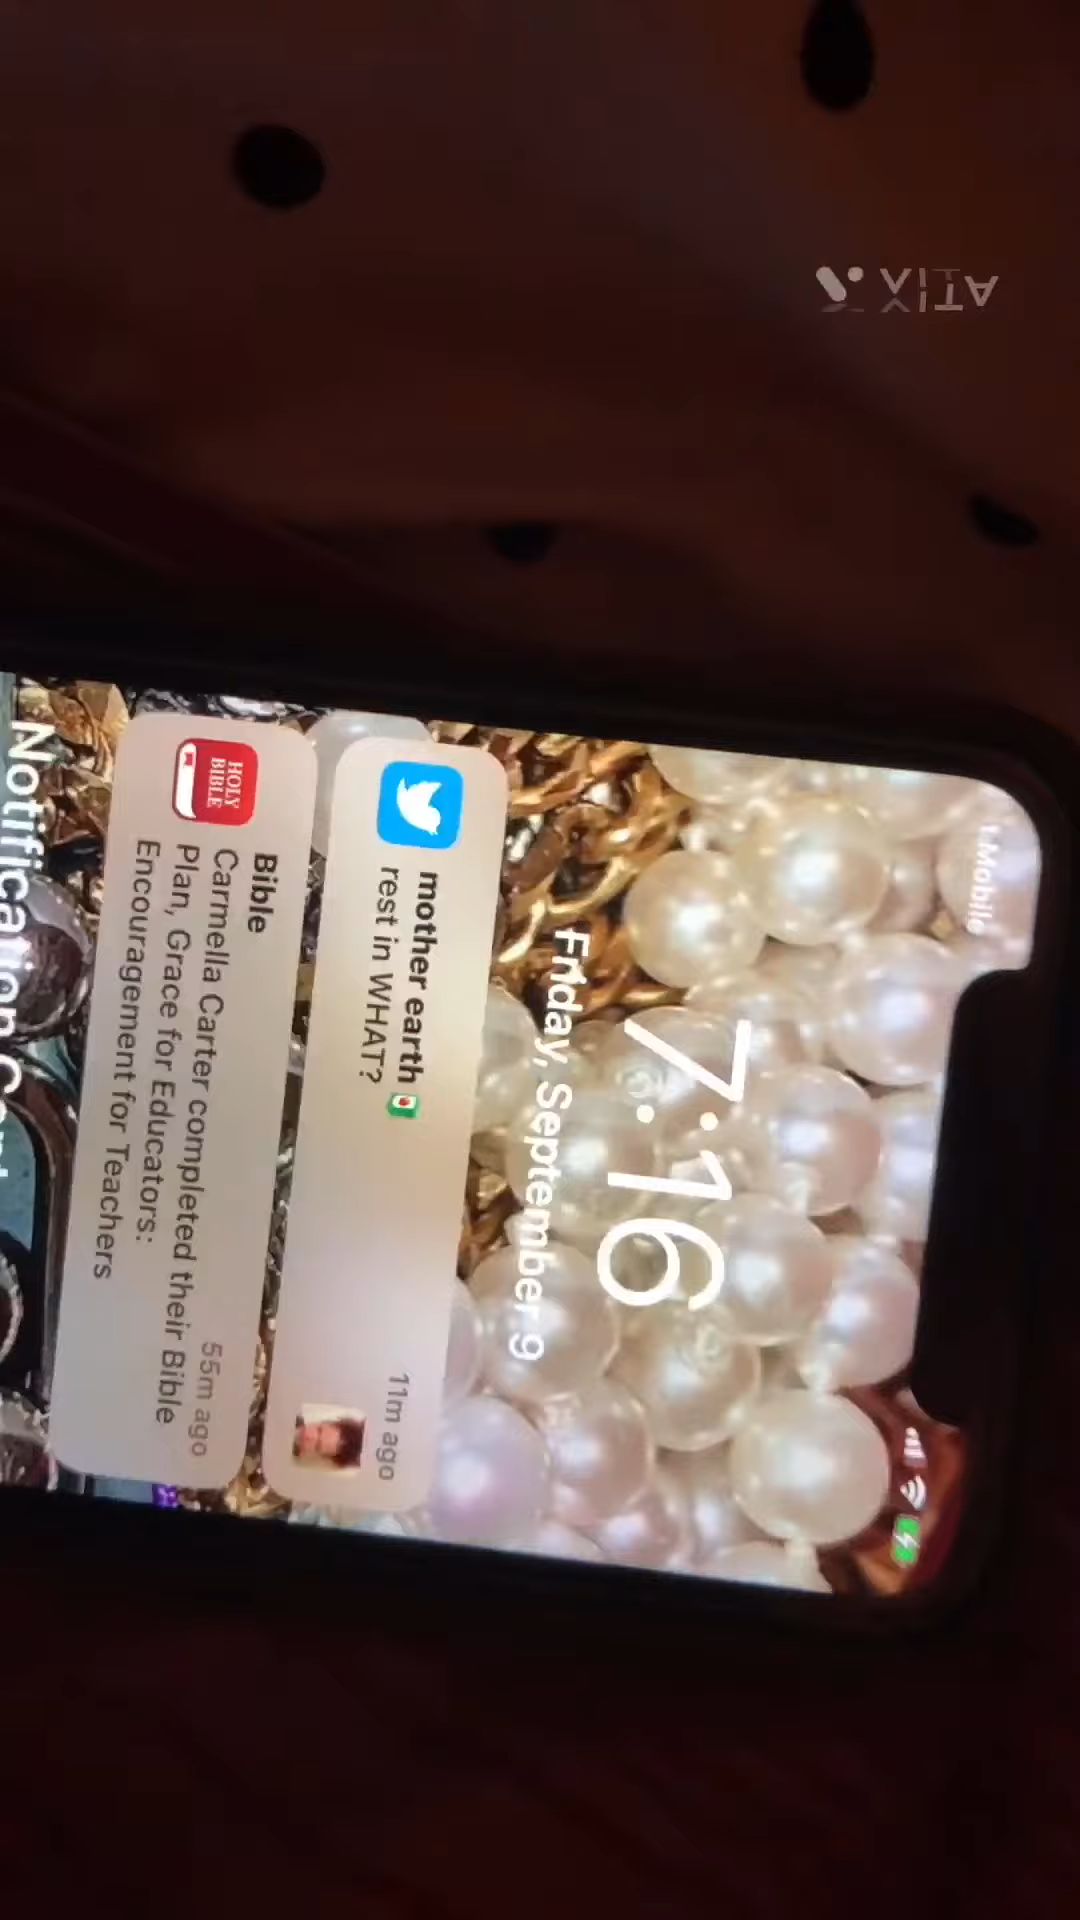 T-Mobile
7:16
Friday, September 9
mother earth
11m ago
rest in WHAT?
Bible
55m ago
Carmella Carter completed their Bible
Plan, Grace for Educators:
Encouragement for Teachers
HOLY
BIBLE
Notification